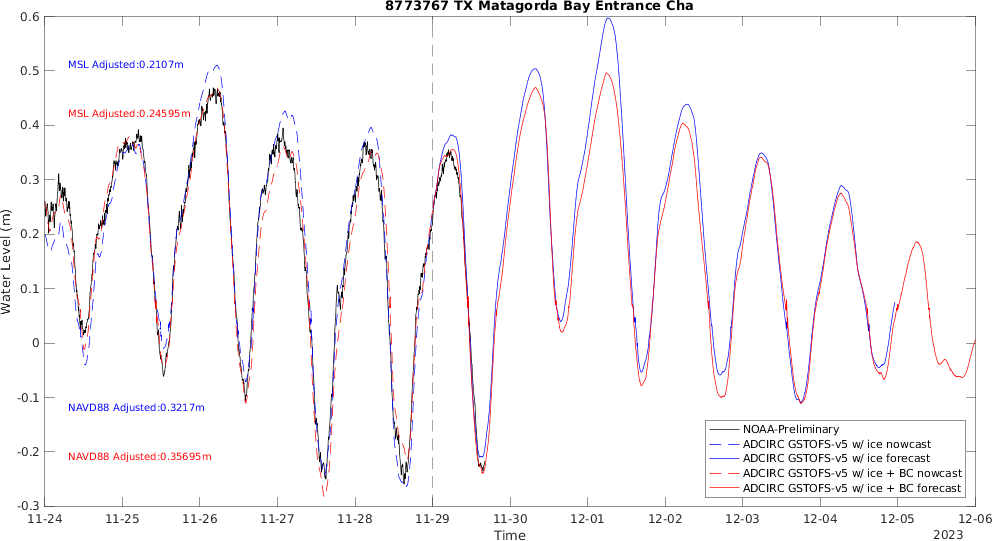 8773767 TX Matagorda Bay Entrance Cha
Water Level (m)
0.6
0.5
0.4
0.3
0.2
0.1
0
-0.1
-0.2
-0.3
MSL Adjusted:0.2107m
MSL Adjusted:0.24595m
NAVD88 Adjusted:0.3217m
NAVD88 Adjusted:0.35695m
NOAA-Preliminary
ADCIRC GSTOFS-v5 w/ ice nowcast
ADCIRC GSTOFS-v5 w/ ice forecast
ADCIRC GSTOFS-v5 w/ ice + BC nowcast
ADCIRC GSTOFS-v5 w/ ice + BC forecast
11-24 11-25 11-26 11-27 11-28 11-29 11-30 12-01 12-02 12-03 12-04 12-05 12-06
Time
2023